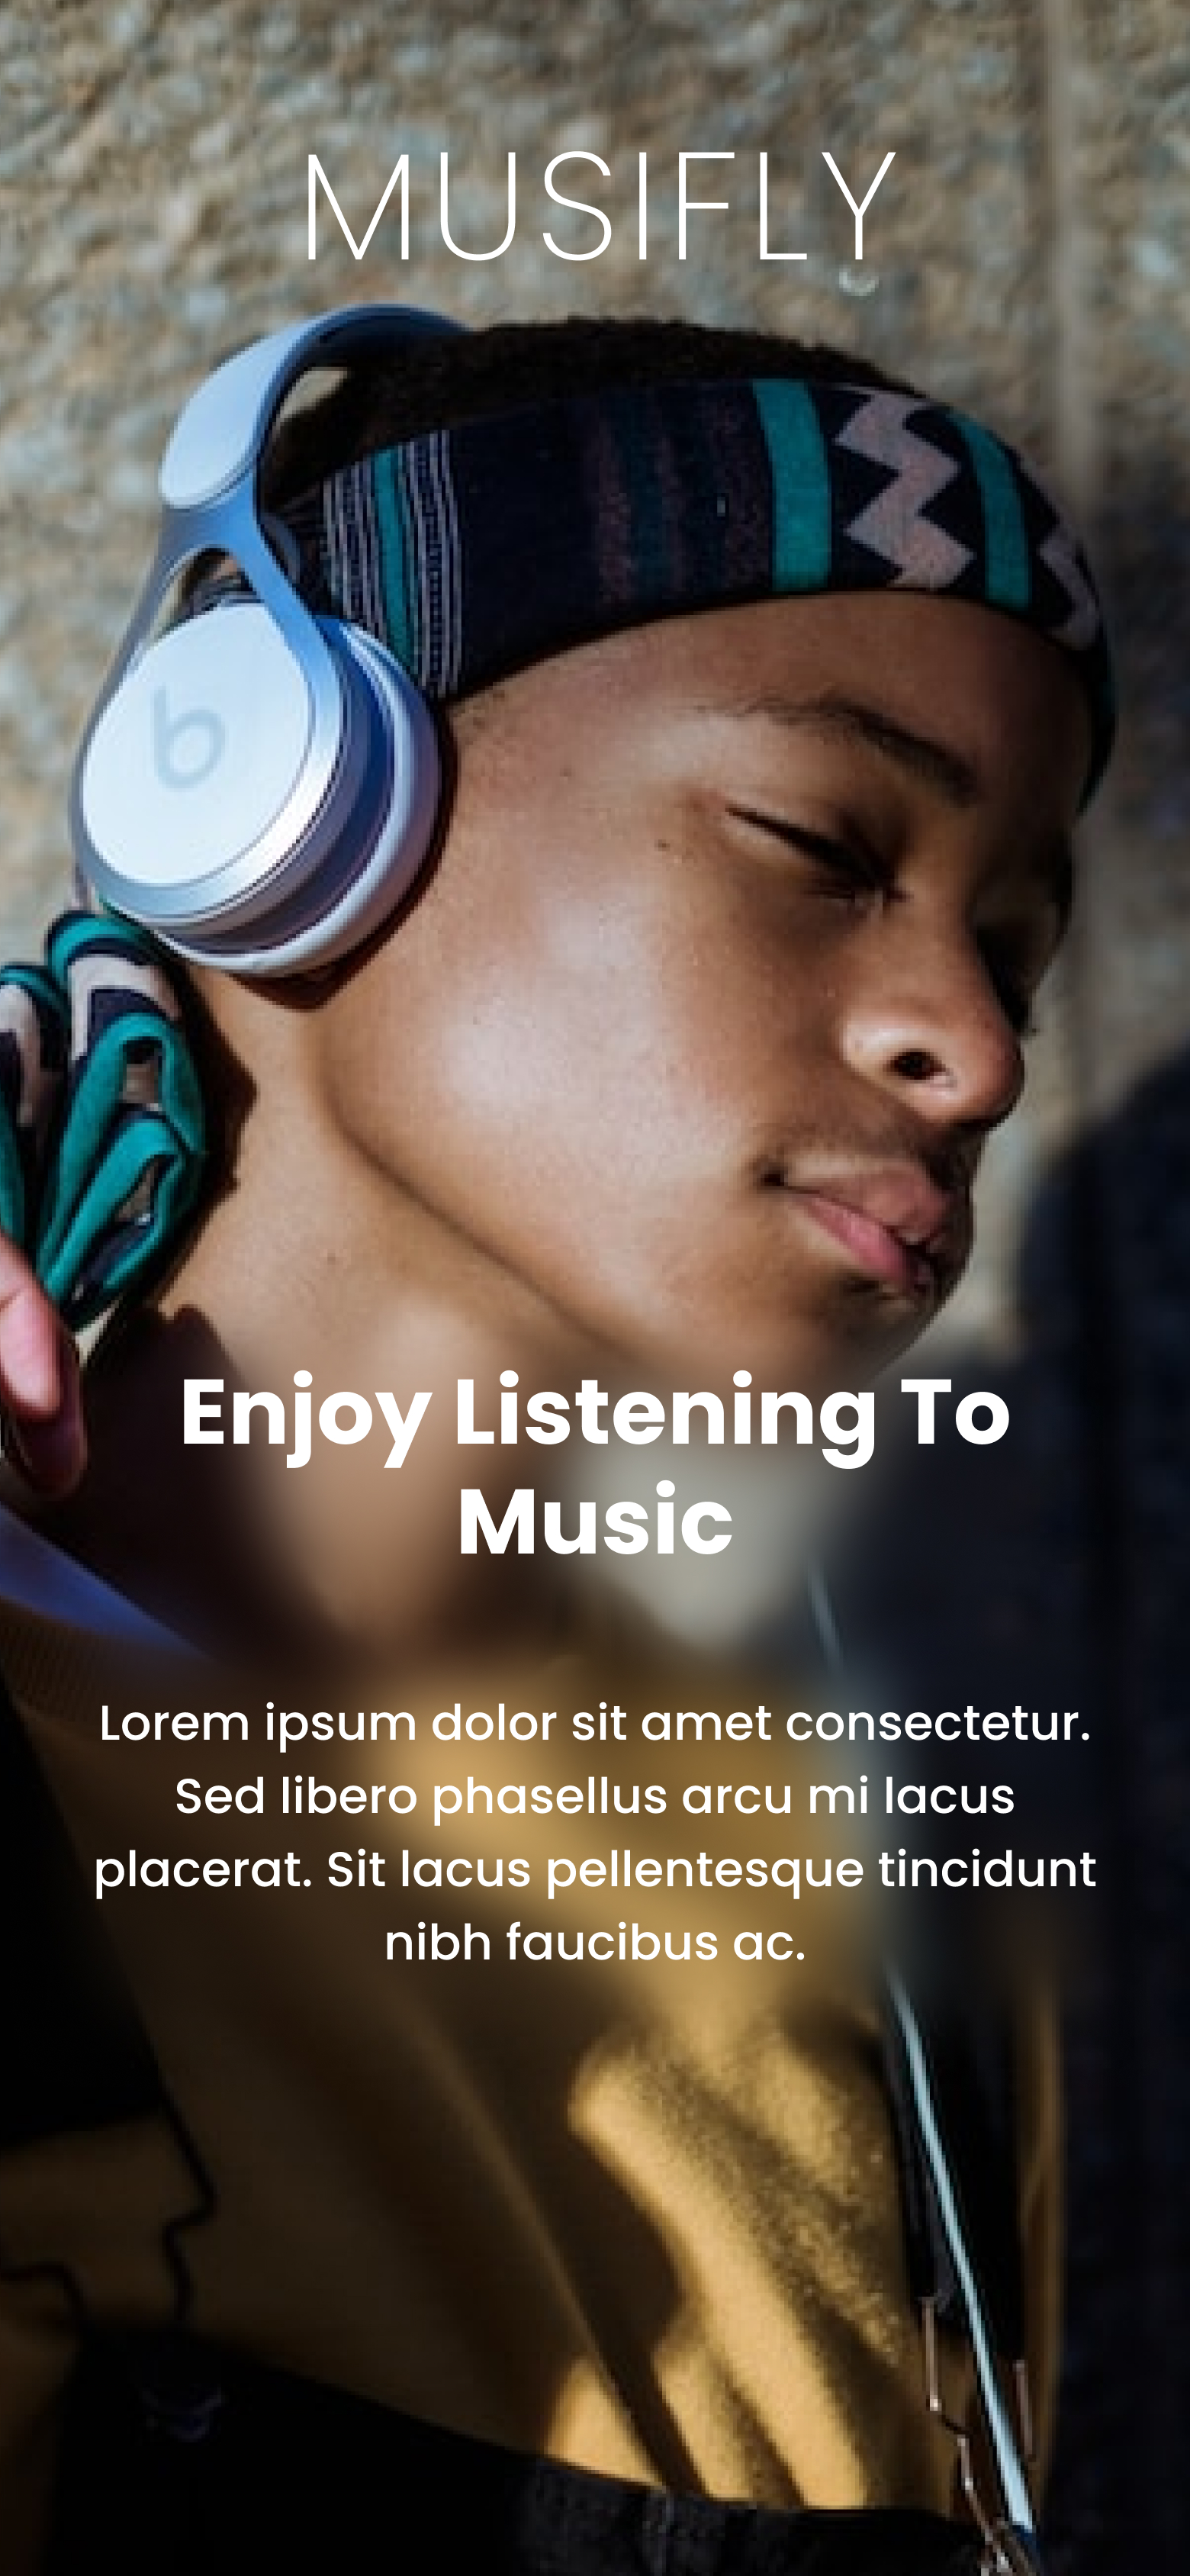 MUSIFLY
b
Enjoy Listening To
Music
Lorem ipsum dolor sit amet consectetur.
Sed libero phasellus arcu mi lacus
placerat. Sit lacus pellentesque tincidunt
nibh faucibus ac.